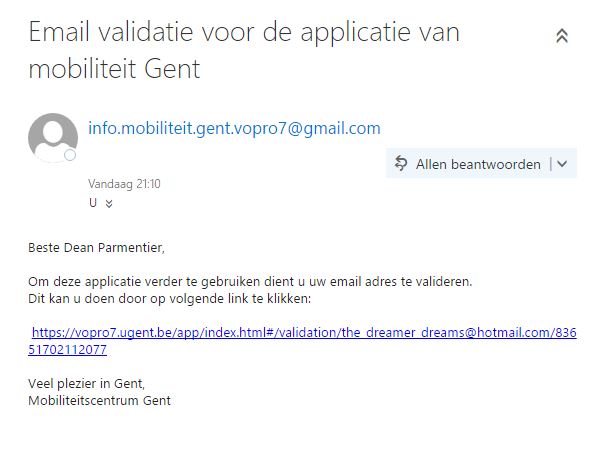 Email validatie voor de applicatie van
mobiliteit Gent
info.mobiliteit.gent.vopro7@gmail.com
Allen beantwoorden
Vandaag 21:10
U
Beste Dean Parmentier,
Om deze applicatie verder te gebruiken dient u uw email adres te valideren.
Dit kan u doen door op volgende link te klikken:
https://vopro7.ugent.be/app/index.html#/validation/the_dreamer_dreams@hotmail.com/836
51702112077
Veel plezier in Gent,
Mobiliteitscentrum Gent